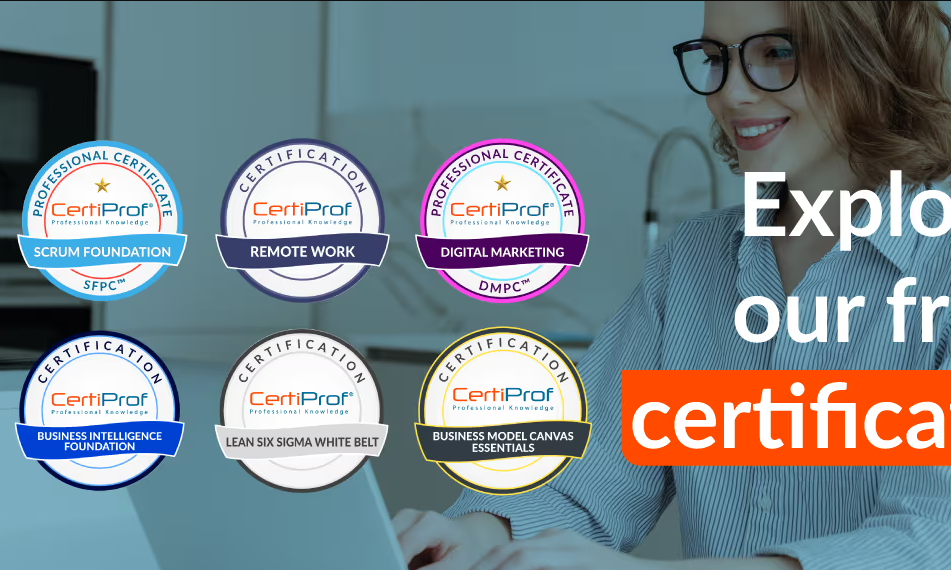 PROFESSIONAL CERTIFICATE
CertiProf®
Professional Knowledge
SCRUM FOUNDATION
SFPC™
CERTIFICATION
CertiProf
Professional Knowledge
REMOTE WORK
PROFESSIONAL CERTIFICATE
CertiProf®
Professional Knowledge
DIGITAL MARKETING
DMPC™
CERTIFICATION
CertiProf
Professional Knowledge
BUSINESS INTELLIGENCE
FOUNDATION
CERTIFICATION
CertiProf®
Professional Knowledge
LEAN SIX SIGMA WHITE BELT
CERTIFICATION
CertiProf®
Professional Knowledge
BUSINESS MODEL CANVAS
ESSENTIALS
Explo
our fr
certifica